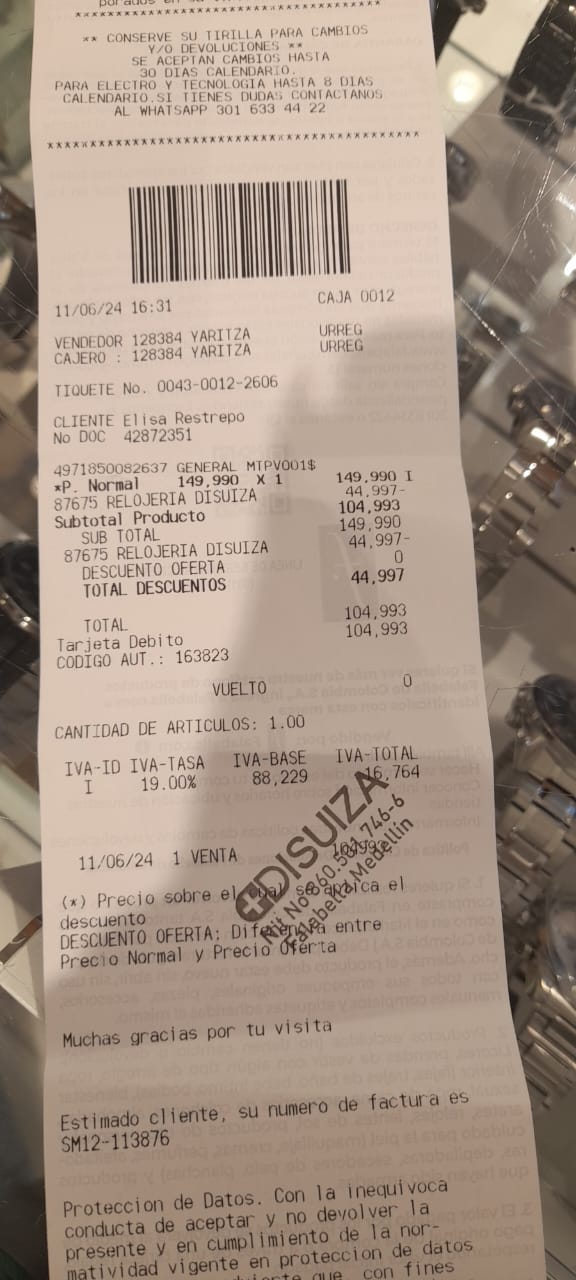 porados en su
****************************************
** CONSERVE SU TIRILLA PARA CAMBIOS
Y/O DEVOLUCIONES **
SE ACEPTAN CAMBIOS HASTA
30 DIAS CALENDARIO.
PARA ELECTRO Y TECNOLOGIA HASTA 8 DIAS
CALENDARIO.SI TIENES DUDAS CONTACTANOS
AL WHATSAPP 301 633 44 22
****************************************
11/06/24 16:31 CAJA 0012
VENDEDOR 128384 YARITZA URREG
CAJERO : 128384 YARITZA URREG
TIQUETE No. 0043-0012-2606
CLIENTE Elisa Restrepo
No DOC 42872351
4971850082637 GENERAL MTPV001$
*P. Normal 149,990 X 1 149,990 I
87675 RELOJERIA DISUIZA 44,997-
Subtotal Producto 104,993
SUB TOTAL 149,990
87675 RELOJERIA DISUIZA 44,997-
DESCUENTO OFERTA 0
TOTAL DESCUENTOS 44,997
TOTAL 104,993
Tarjeta Debito 104,993
CODIGO AUT.: 163823
VUELTO 0
CANTIDAD DE ARTICULOS: 1.00
IVA-ID IVA-TASA IVA-BASE IVA-TOTAL
I 19.00% 88,229 16,764
11/06/24 1 VENTA
DISUIZA
Falabella Medellín
(*) Precio sobre el cual se aplica el
descuento
DESCUENTO OFERTA: Diferencia entre
Precio Normal y Precio Oferta
Muchas gracias por tu visita
Estimado cliente, su numero de factura es
SM12-113876
Proteccion de Datos. Con la inequivoca
conducta de aceptar y no devolver la
presente y en cumplimiento de la nor-
matividad vigente en proteccion de datos
que, con fines